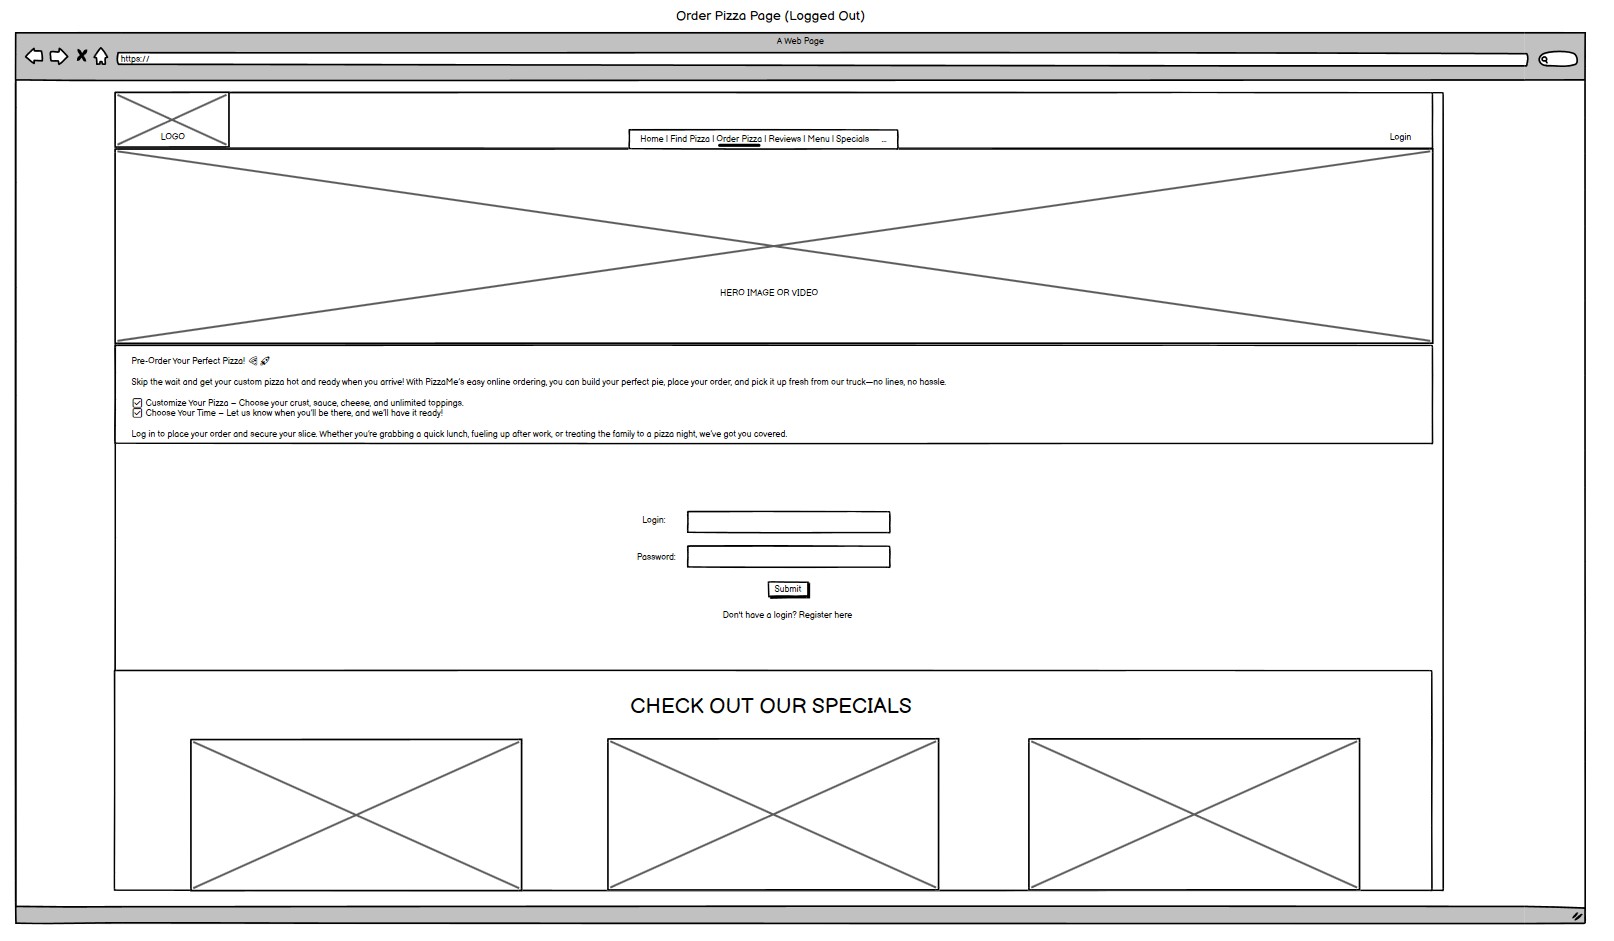 Order Pizza Page (Logged Out)
A Web Page
https://
LOGO
Home | Find Pizza | Order Pizza | Reviews | Menu | Specials ...
Login
HERO IMAGE OR VIDEO
Pre-Order Your Perfect Pizza! 🍕🚀
Skip the wait and get your custom pizza hot and ready when you arrive! With PizzaMe's easy online ordering, you can build your perfect pie, place your order, and pick it up fresh from our truck—no lines, no hassle.
☑ Customize Your Pizza – Choose your crust, sauce, cheese, and unlimited toppings.
☑ Choose Your Time – Let us know when you'll be there, and we'll have it ready!
Log in to place your order and secure your slice. Whether you're grabbing a quick lunch, fueling up after work, or treating the family to a pizza night, we've got you covered.
Login:
Password:
Submit
Don't have a login? Register here
CHECK OUT OUR SPECIALS